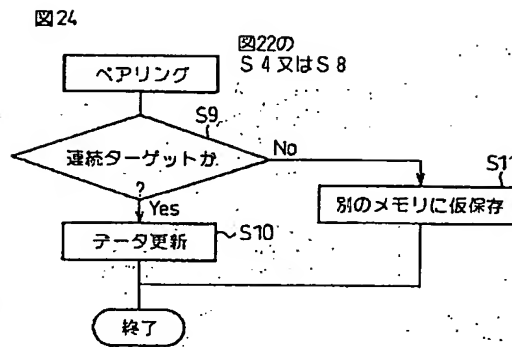 図24
図22の
S4又はS8
ペアリング
S9
連続ターゲットか
?
No
Yes
S11
別のメモリに仮保存
データ更新
S10
終了